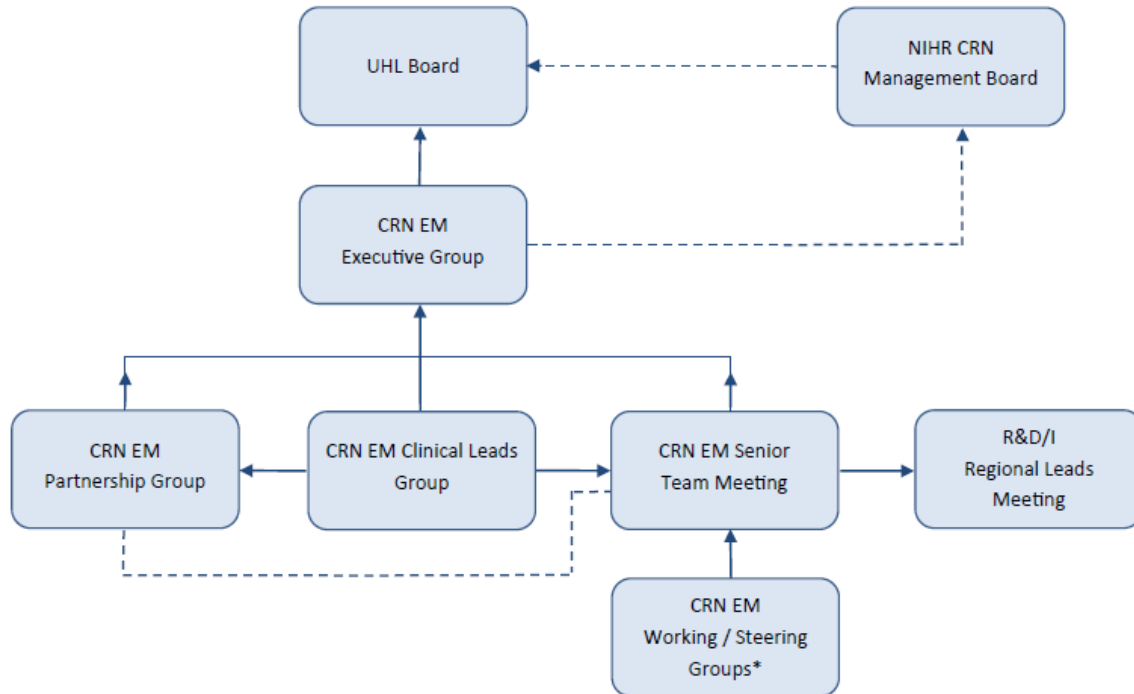 UHL Board
NIHR CRN
Management Board
CRN EM
Executive Group
CRN EM
Partnership Group
CRN EM Clinical Leads
Group
CRN EM Senior
Team Meeting
R&D/I
Regional Leads
Meeting
CRN EM
Working / Steering
Groups*